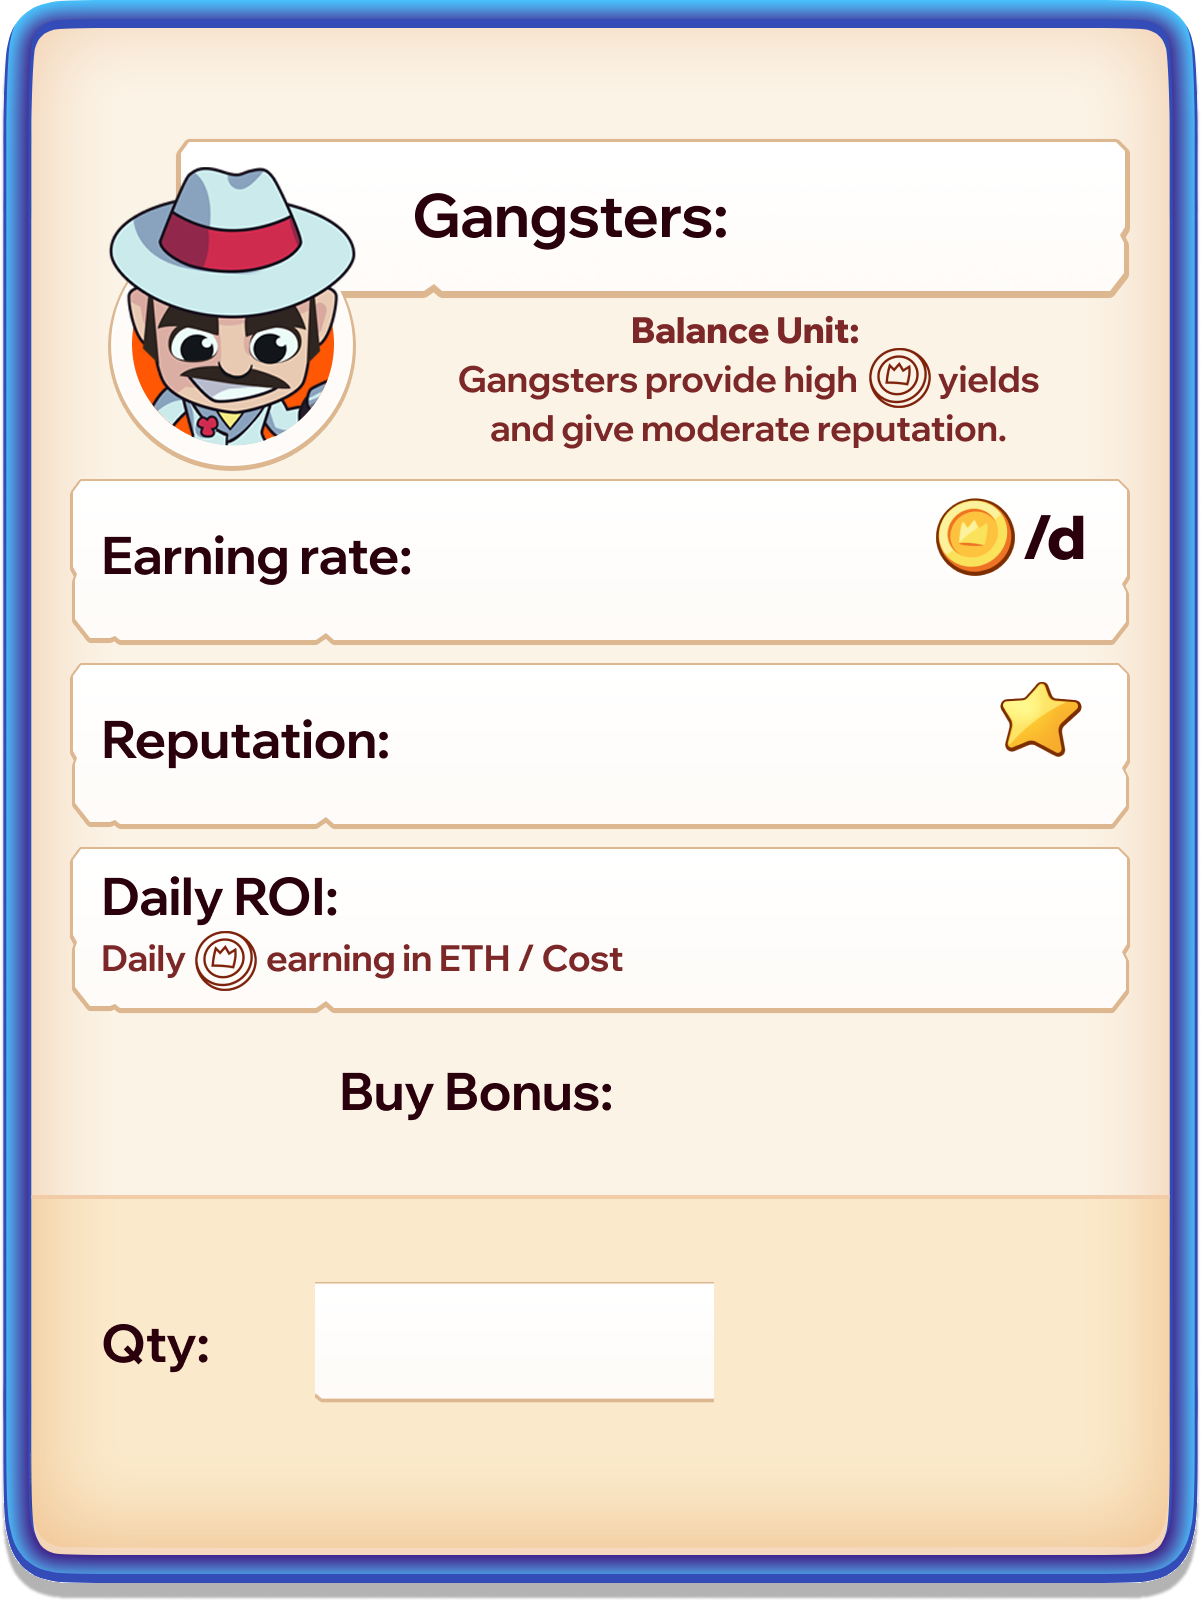 Gangsters:
Balance Unit:
Gangsters provide high yields
and give moderate reputation.
Earning rate:
/d
Reputation:
Daily ROI:
Daily earning in ETH / Cost
Buy Bonus:
Qty: